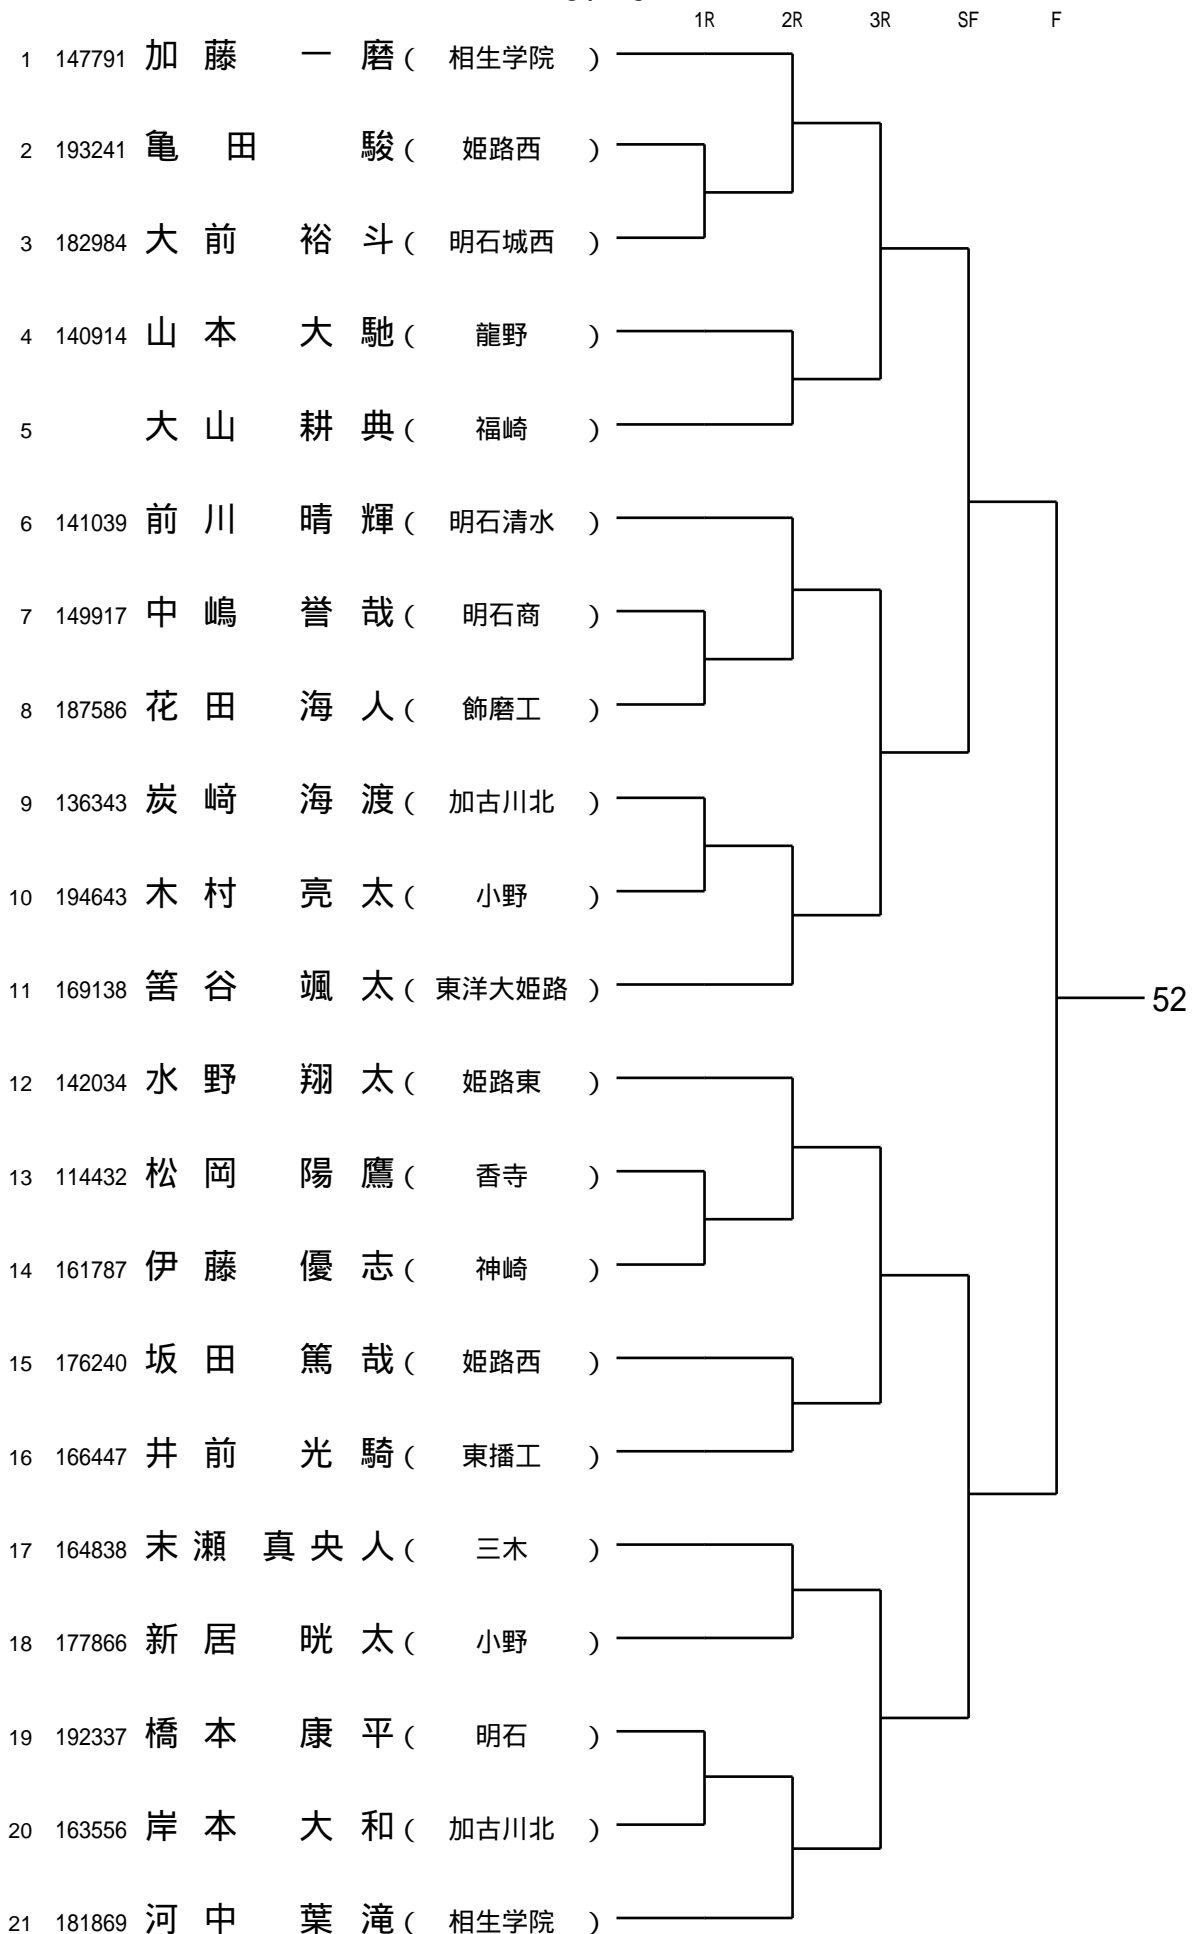 1R 2R 3R SF F
1 147791 加藤 一磨 ( 相生学院 )
2 193241 亀田 駿 ( 姫路西 )
3 182984 大前 裕斗 ( 明石城西 )
4 140914 山本 大馳 ( 龍野 )
5 大山 耕典 ( 福崎 )
6 141039 前川 晴輝 ( 明石清水 )
7 149917 中嶋 誉哉 ( 明石商 )
8 187586 花田 海人 ( 飾磨工 )
9 136343 炭﨑 海渡 ( 加古川北 )
10 194643 木村 亮太 ( 小野 )
11 169138 筈谷 颯太 ( 東洋大姫路 )
52
12 142034 水野 翔太 ( 姫路東 )
13 114432 松岡 陽鷹 ( 香寺 )
14 161787 伊藤 優志 ( 神崎 )
15 176240 坂田 篤哉 ( 姫路西 )
16 166447 井前 光騎 ( 東播工 )
17 164838 末瀬 真央人 ( 三木 )
18 177866 新居 晄太 ( 小野 )
19 192337 橋本 康平 ( 明石 )
20 163556 岸本 大和 ( 加古川北 )
21 181869 河中 葉滝 ( 相生学院 )